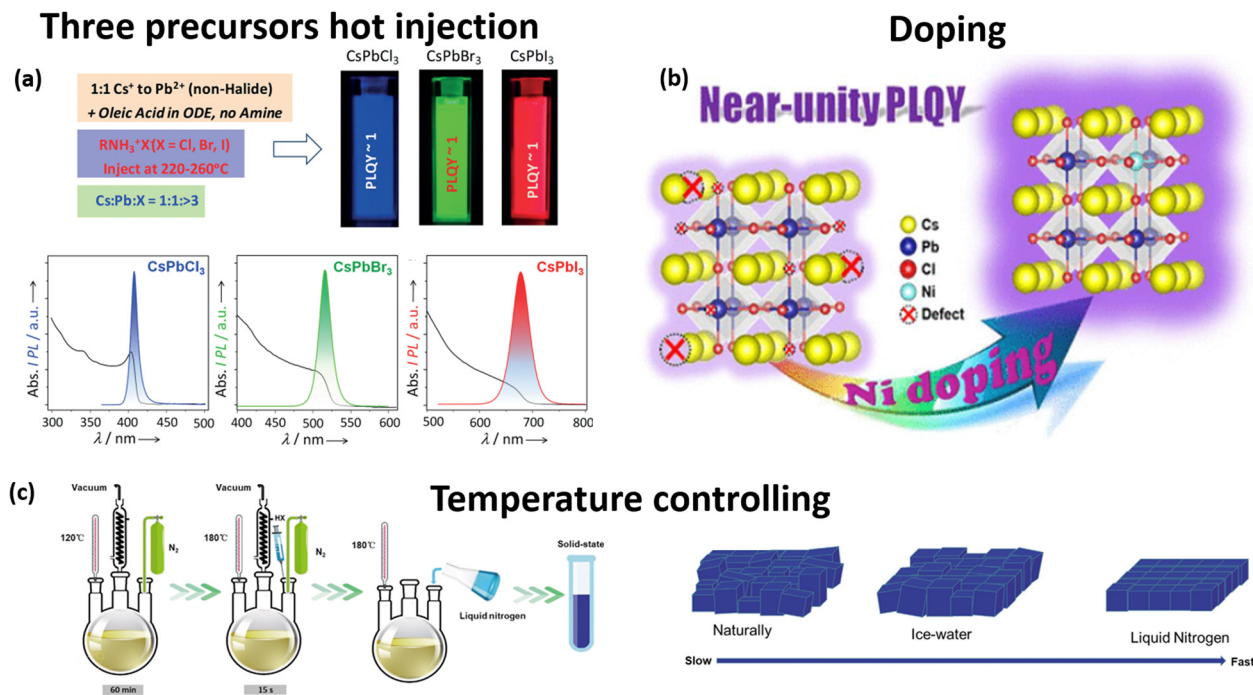 Three precursors hot injection
Doping
(a)
1:1 Cs⁺ to Pb²⁺ (non-Halide)
+ Oleic Acid in ODE, no Amine
RNH₃⁺X⁻(X = Cl, Br, I)
Inject at 220-260°C
Cs:Pb:X = 1:1:>3
CsPbCl₃
CsPbBr₃
CsPbI₃
PLQY ~ 1
PLQY ~ 1
PLQY ~ 1
CsPbCl₃
Abs. I PL / a.u. →
300 350 400 450 500
λ / nm →
CsPbBr₃
Abs. I PL / a.u. →
400 450 500 550 600
λ / nm →
CsPbI₃
Abs. I PL / a.u. →
500 600 700 800
λ / nm →
(b)
Near-unity PLQY
Cs
Pb
Cl
Ni
Defect
Ni doping
(c)
Temperature controlling
Vacuum
120℃
N₂
60 min
Vacuum
180℃
HX
N₂
15 s
180℃
Liquid nitrogen
Solid-state
Naturally
Ice-water
Liquid Nitrogen
Slow
Fast